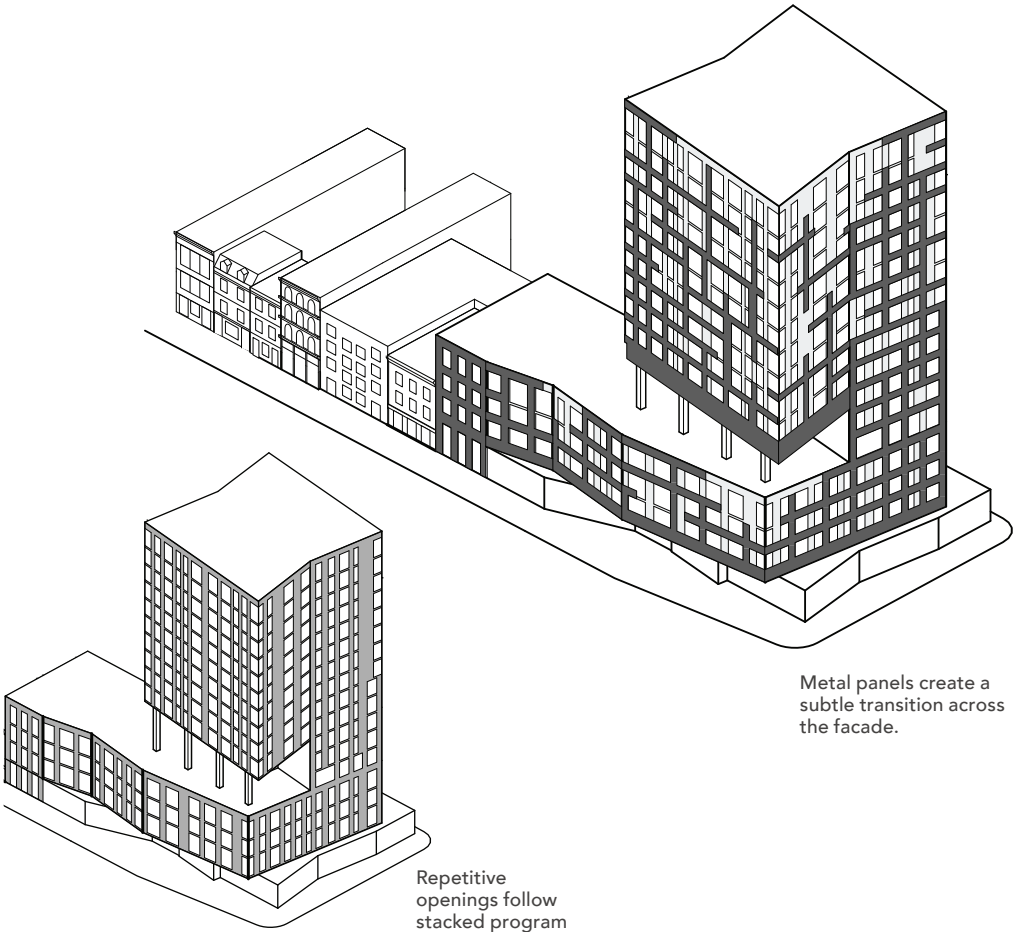 Metal panels create a
subtle transition across
the facade.
Repetitive
openings follow
stacked program